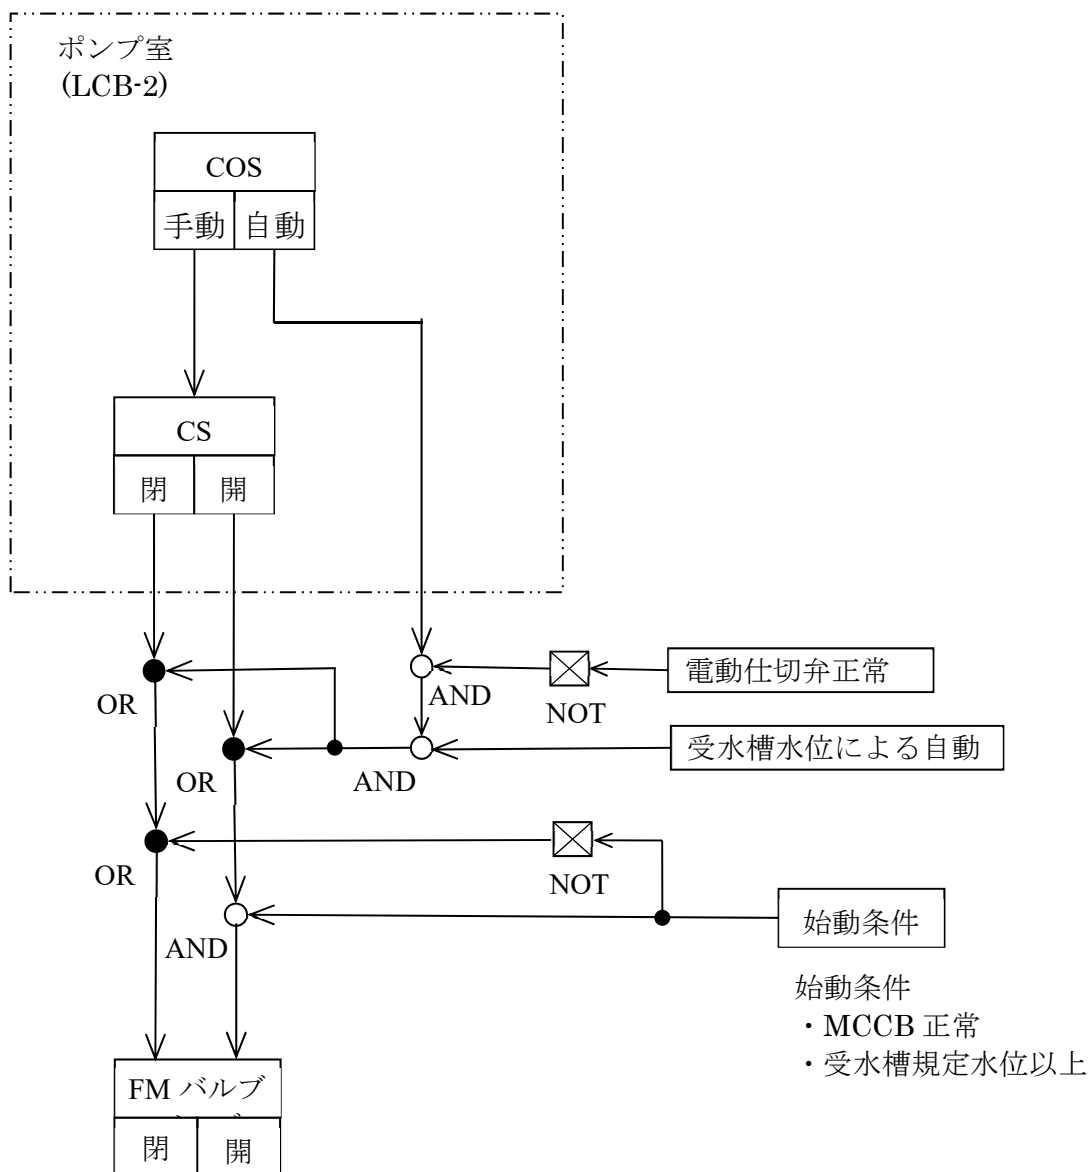 ポンプ室
(LCB-2)
COS
手動
自動
CS
閉
開
電動仕切弁正常
OR
AND
NOT
受水槽水位による自動
OR
AND
OR
NOT
始動条件
AND
始動条件
・MCCB 正常
・受水槽規定水位以上
FM バルブ
閉
開